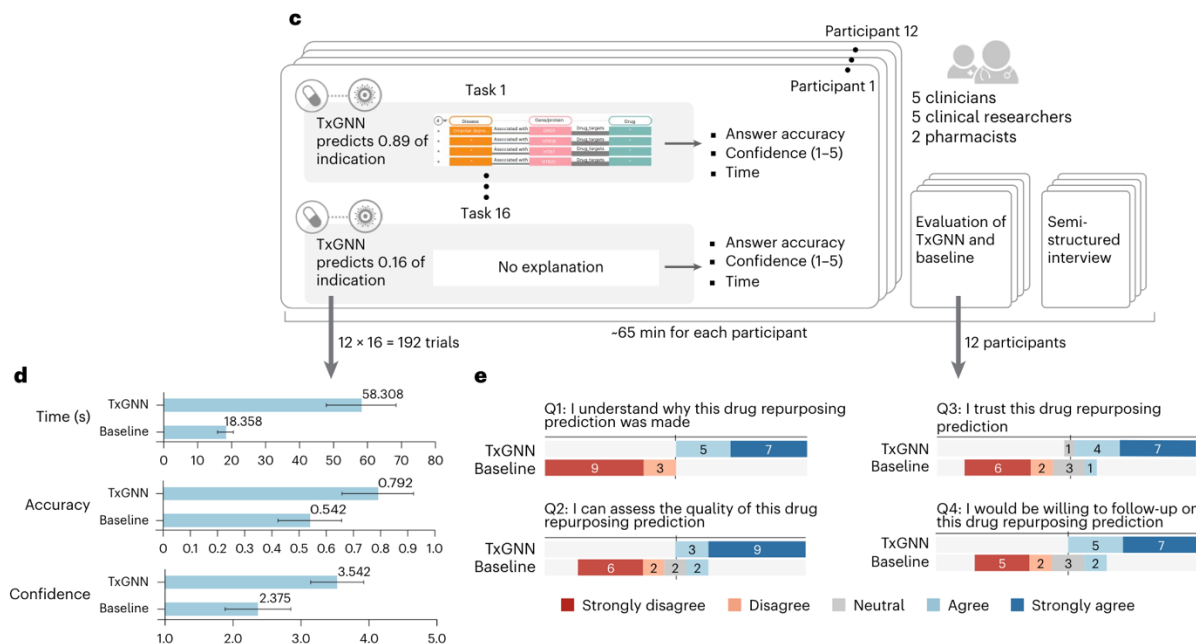 c
Participant 12
Participant 1
Task 1
TxGNN
predicts 0.89 of
indication
Disease
Gene/protein
Drug
Associated with
Drug_targets
Associated with
Drug_targets
Associated with
Drug_targets
Associated with
Drug_targets
Answer accuracy
Confidence (1–5)
Time
5 clinicians
5 clinical researchers
2 pharmacists
Task 16
TxGNN
predicts 0.16 of
indication
No explanation
Answer accuracy
Confidence (1–5)
Time
Evaluation of
TxGNN and
baseline
Semi-
structured
interview
~65 min for each participant
12 × 16 = 192 trials
12 participants
d
Time (s)
TxGNN
58.308
Baseline
18.358
0 10 20 30 40 50 60 70 80
Accuracy
TxGNN
0.792
Baseline
0.542
0 0.1 0.2 0.3 0.4 0.5 0.6 0.7 0.8 0.9 1.0
Confidence
TxGNN
3.542
Baseline
2.375
1.0 2.0 3.0 4.0 5.0
e
Q1: I understand why this drug repurposing
prediction was made
TxGNN 5 7
Baseline 9 3
Q2: I can assess the quality of this drug
repurposing prediction
TxGNN 3 9
Baseline 6 2 2 2
Q3: I trust this drug repurposing
prediction
TxGNN 1 4 7
Baseline 6 2 3 1
Q4: I would be willing to follow-up on
this drug repurposing prediction
TxGNN 5 7
Baseline 5 2 3 2
Strongly disagree
Disagree
Neutral
Agree
Strongly agree